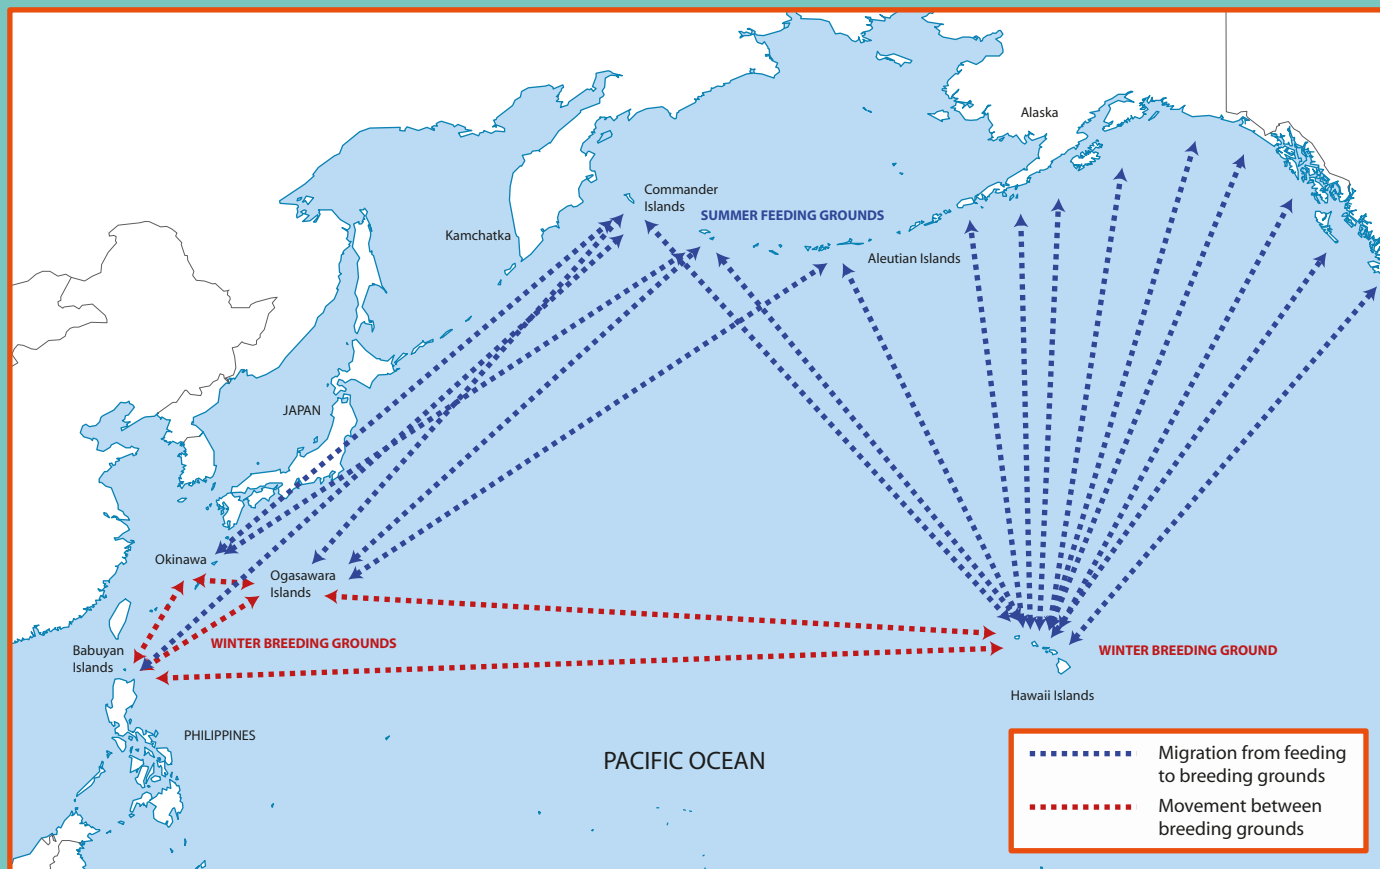 Alaska
Commander
Islands
SUMMER FEEDING GROUNDS
Kamchatka
Aleutian Islands
JAPAN
Okinawa
Ogasawara
Islands
WINTER BREEDING GROUNDS
Babuyan
Islands
WINTER BREEDING GROUND
Hawaii Islands
PHILIPPINES
PACIFIC OCEAN
Migration from feeding
to breeding grounds
Movement between
breeding grounds